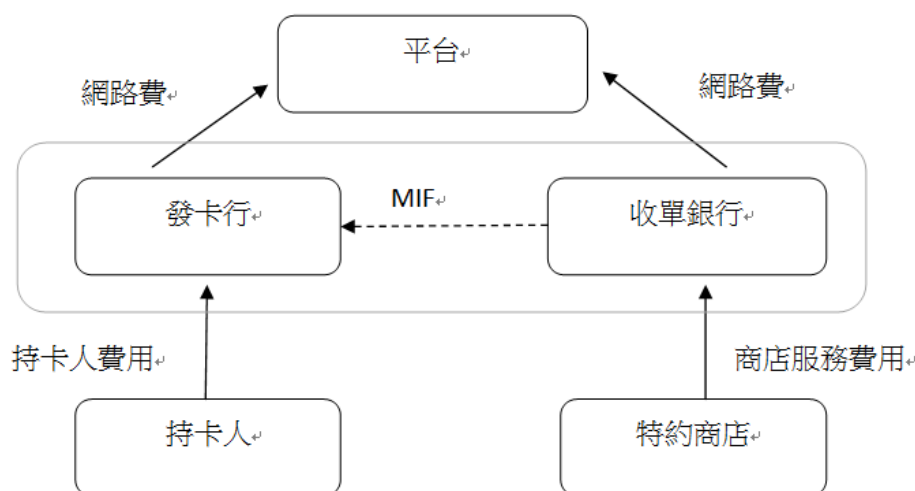 平台
網路費
網路費
發卡行
MIF
收單銀行
持卡人費用
商店服務費用
持卡人
特約商店